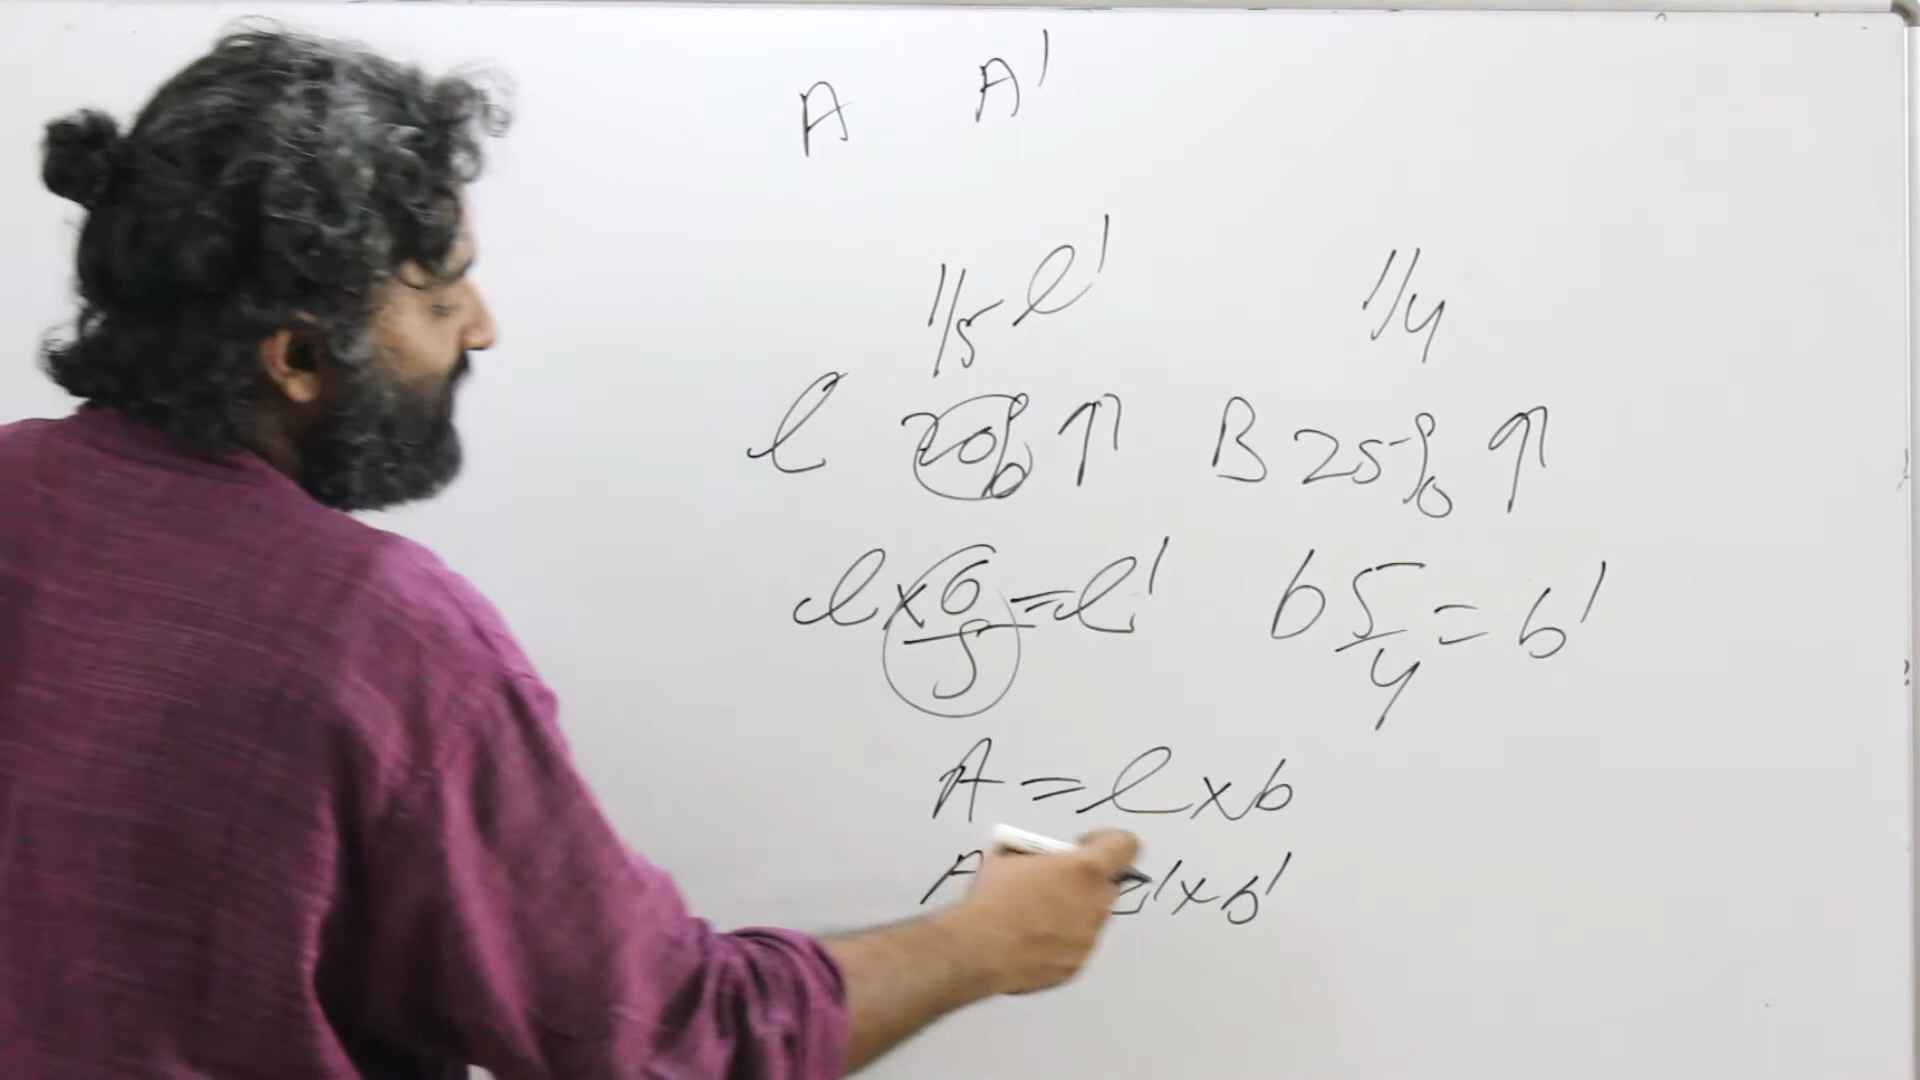 A A'
1/5 l' 1/4
l 20% ↑ B 25% ↑
l × 6/5 = l' b 5/4 = b'
A = l × b
A l' × b'